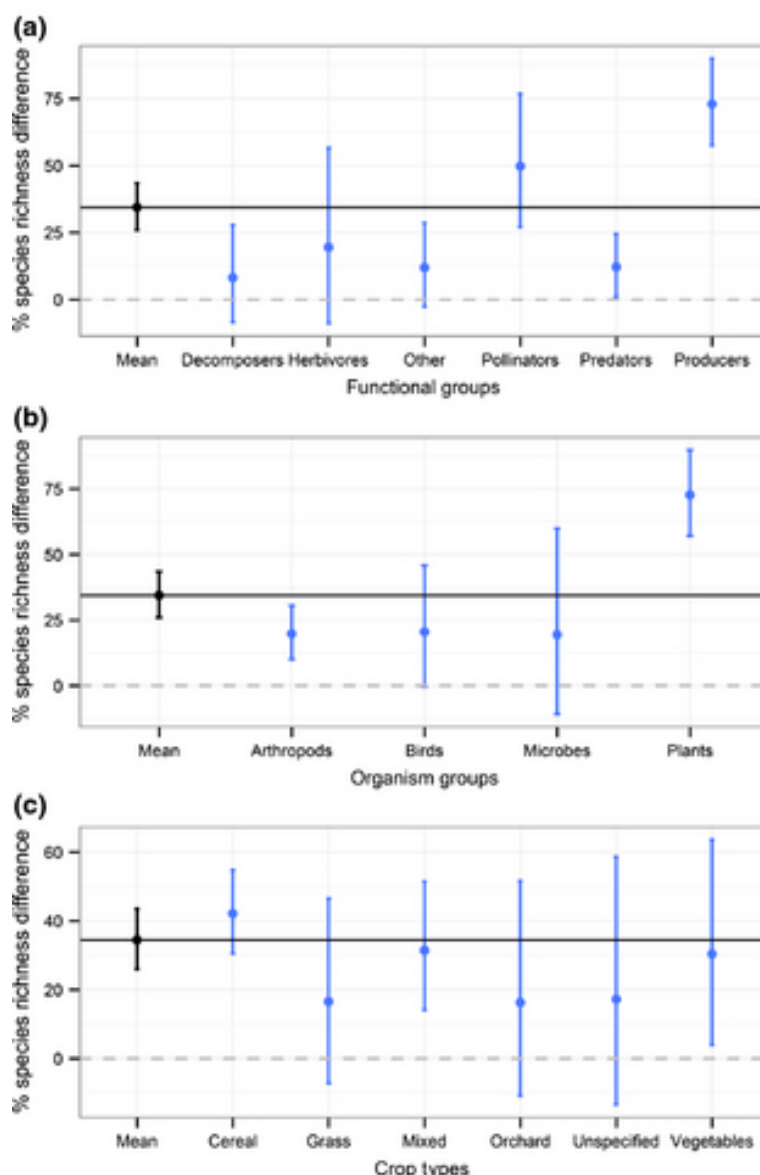 (a)
% species richness difference
75
50
25
0
Mean Decomposers Herbivores Other Pollinators Predators Producers
Functional groups
(b)
% species richness difference
75
50
25
0
Mean Arthropods Birds Microbes Plants
Organism groups
(c)
% species richness difference
60
40
20
0
Mean Cereal Grass Mixed Orchard Unspecified Vegetables
Crop types